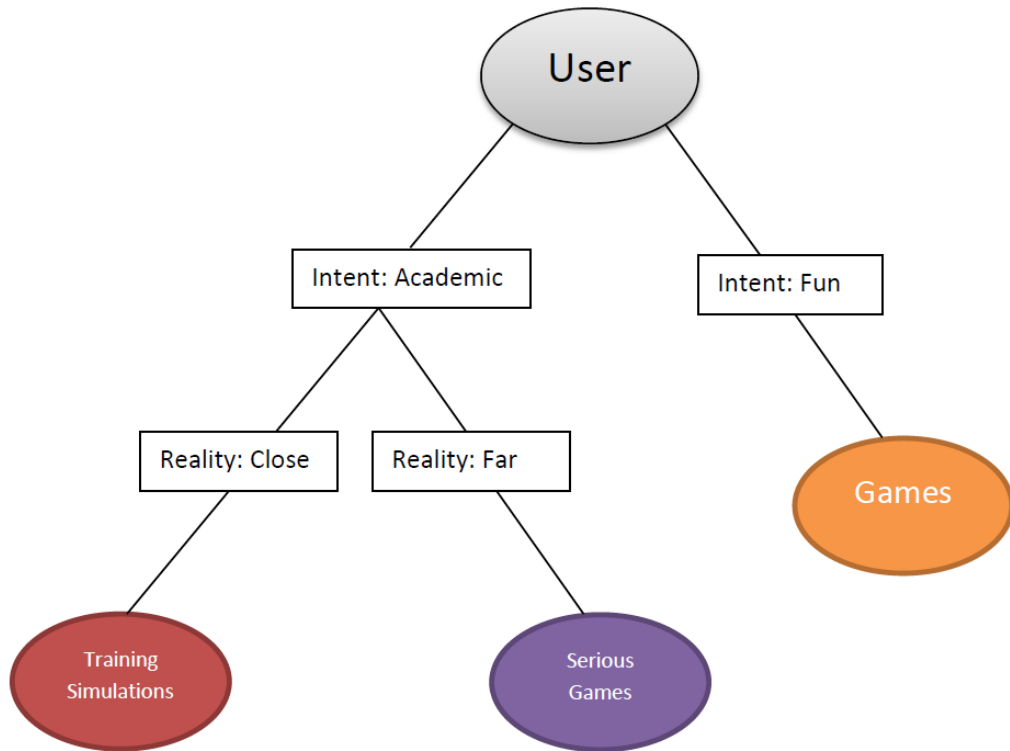 User
Intent: Academic
Intent: Fun
Reality: Close
Reality: Far
Games
Training
Simulations
Serious
Games